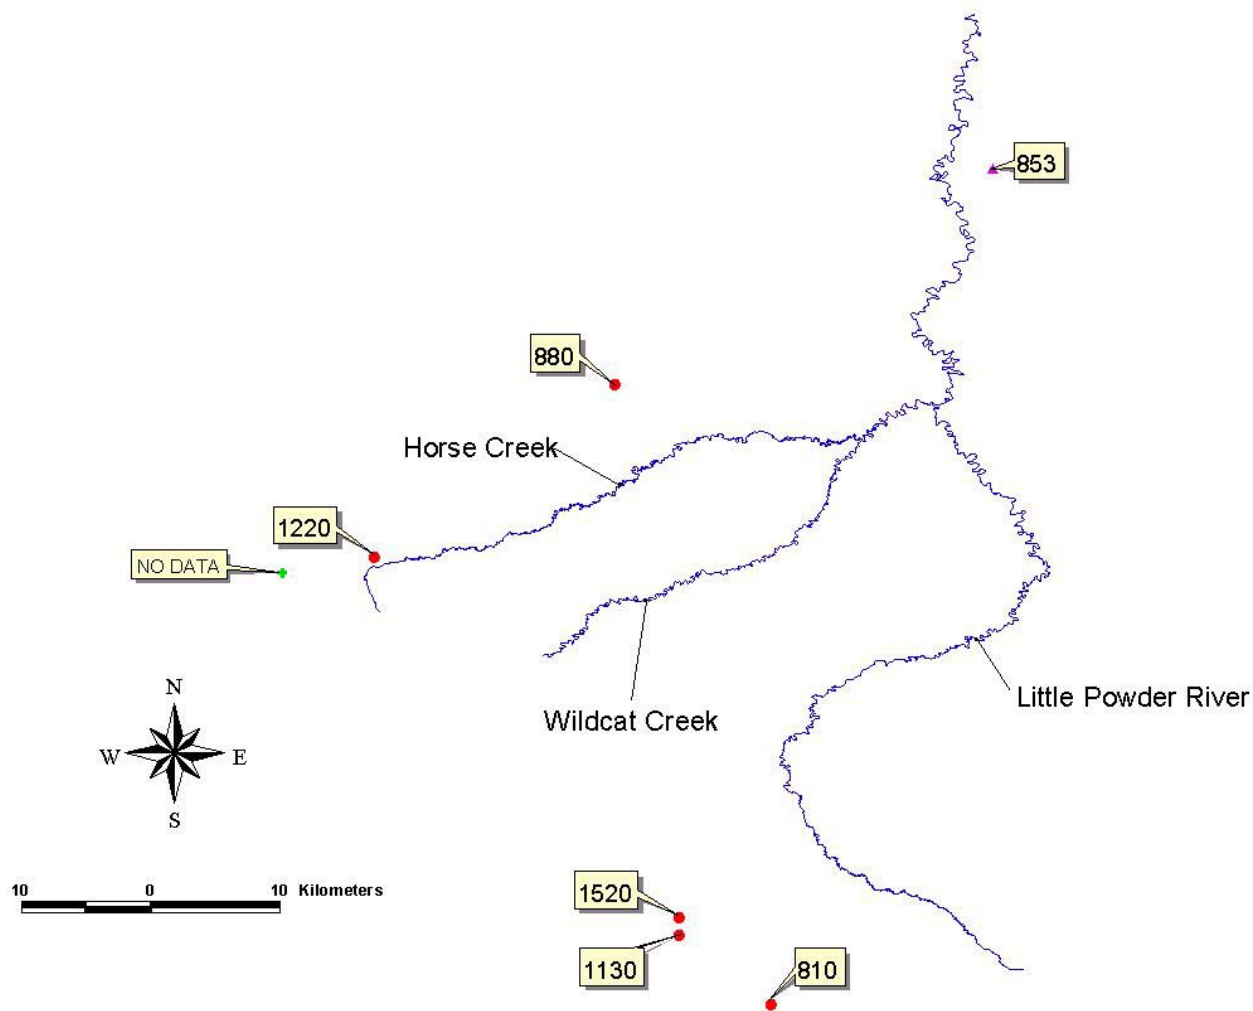 853
880
Horse Creek
1220
NO DATA
Little Powder River
Wildcat Creek
N
W E
S
10 0 10 Kilometers
1520
1130
810